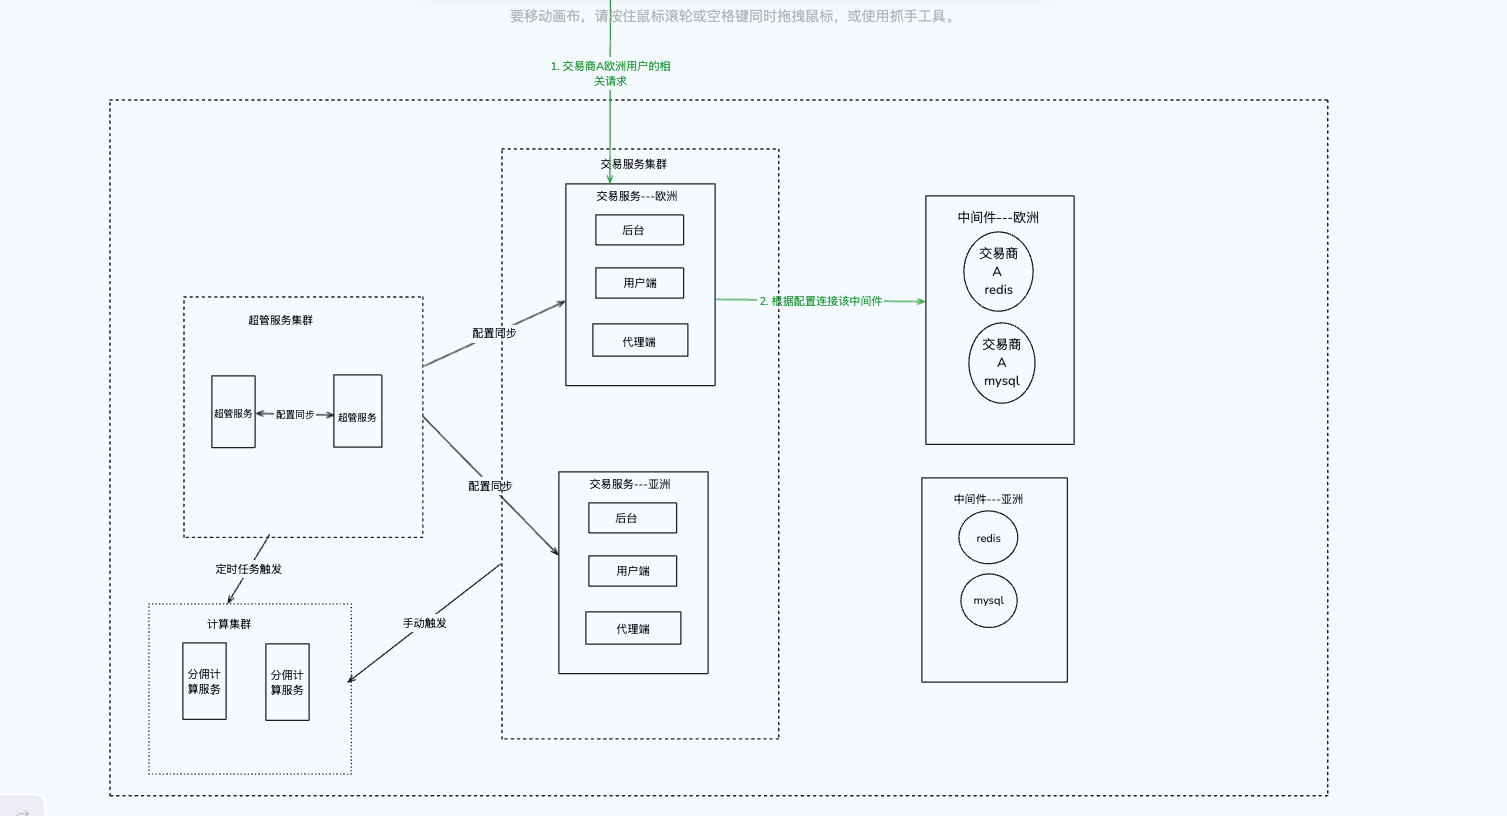 要移动画布，请按住鼠标滚轮或空格键同时拖拽鼠标，或使用抓手工具。
1. 交易商A欧洲用户的相
关请求
交易服务集群
交易服务---欧洲
后台
用户端
代理端
中间件---欧洲
交易商
A
redis
交易商
A
mysql
2. 根据配置连接该中间件
超管服务集群
超管服务
配置同步
超管服务
配置同步
配置同步
交易服务---亚洲
后台
用户端
代理端
中间件---亚洲
redis
mysql
定时任务触发
手动触发
计算集群
分佣计
算服务
分佣计
算服务